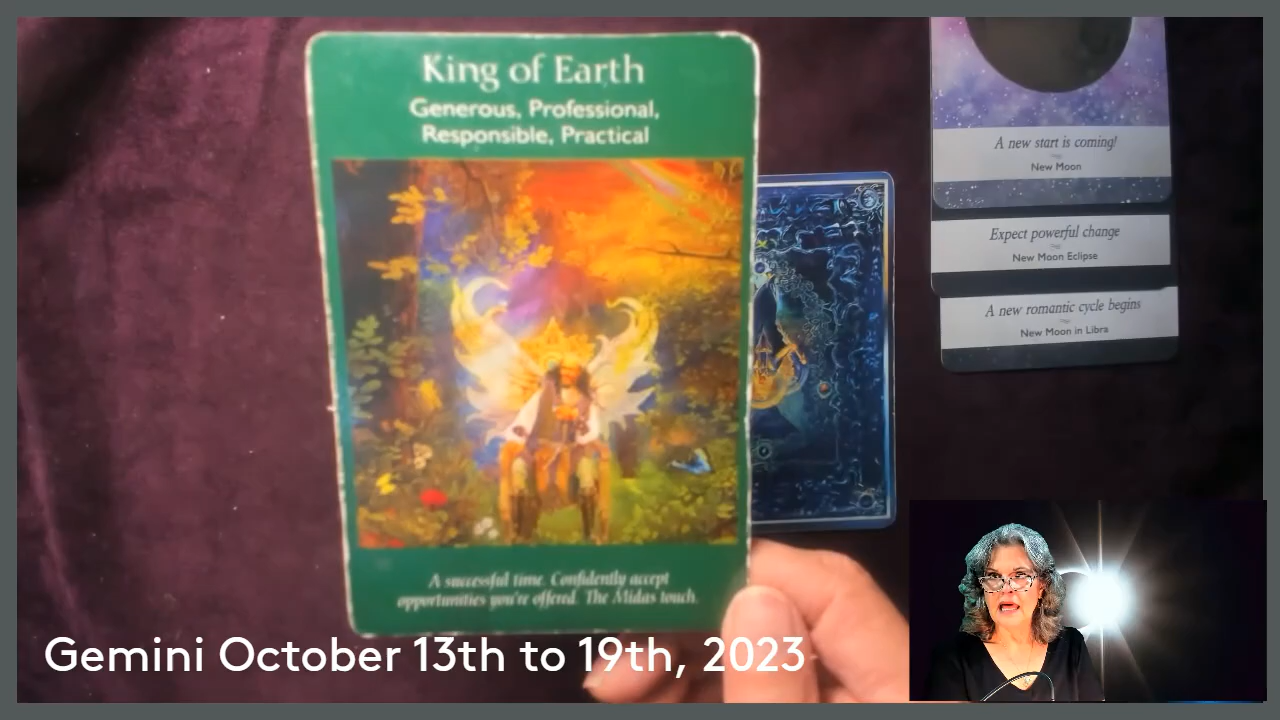 King of Earth
Generous, Professional,
Responsible, Practical
A successful time. Confidently accept
opportunities you're offered. The Midas touch.
A new start is coming!
New Moon
Expect powerful change
New Moon Eclipse
A new romantic cycle begins
New Moon in Libra
Gemini October 13th to 19th, 2023